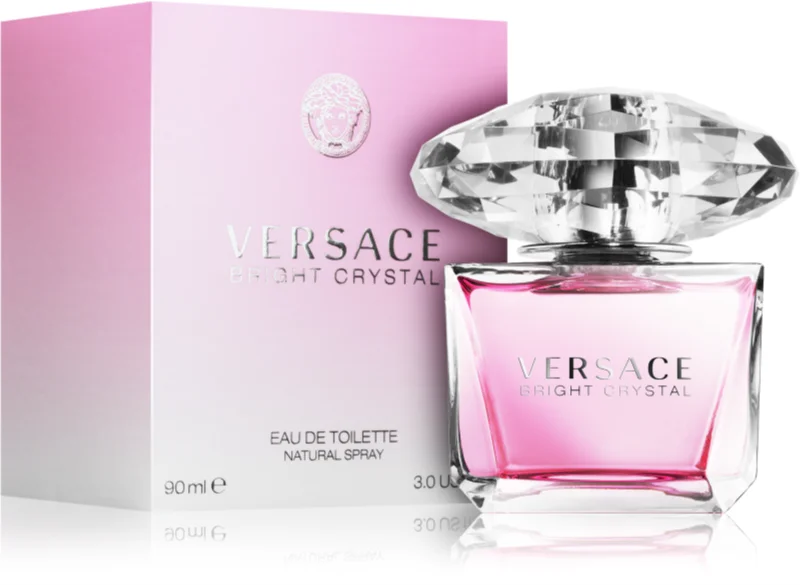 VERSACE
BRIGHT CRYSTAL
EAU DE TOILETTE
NATURAL SPRAY
90 ml e
3.0 U
VERSACE
BRIGHT CRYSTAL